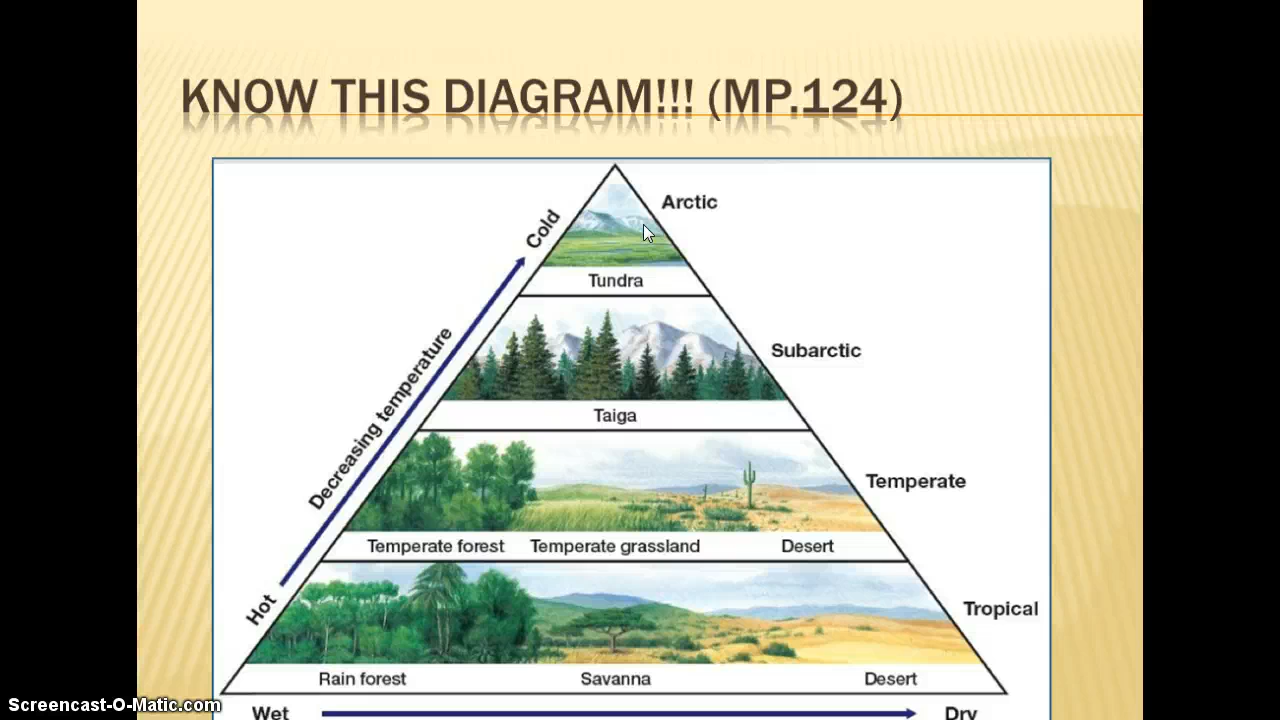 KNOW THIS DIAGRAM!!! (MP.124)
Arctic
Cold
Tundra
Subarctic
Decreasing temperature
Taiga
Temperate
Temperate forest Temperate grassland Desert
Hot
Tropical
Rain forest Savanna Desert
Wet Dry
Screencast-O-Matic.com